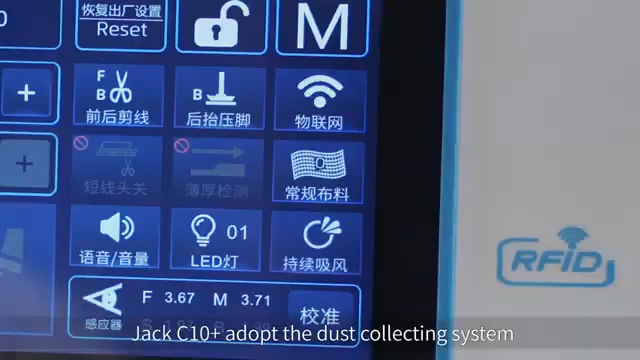 0
恢复出厂设置
Reset
M
+
F
B
前后剪线
B
后抬压脚
物联网
+
短线头关
薄厚检测
常规布料
语音/音量
01
LED灯
持续吸风
F 3.67 M 3.71
感应器
校准
RFID
Jack C10+ adopt the dust collecting system